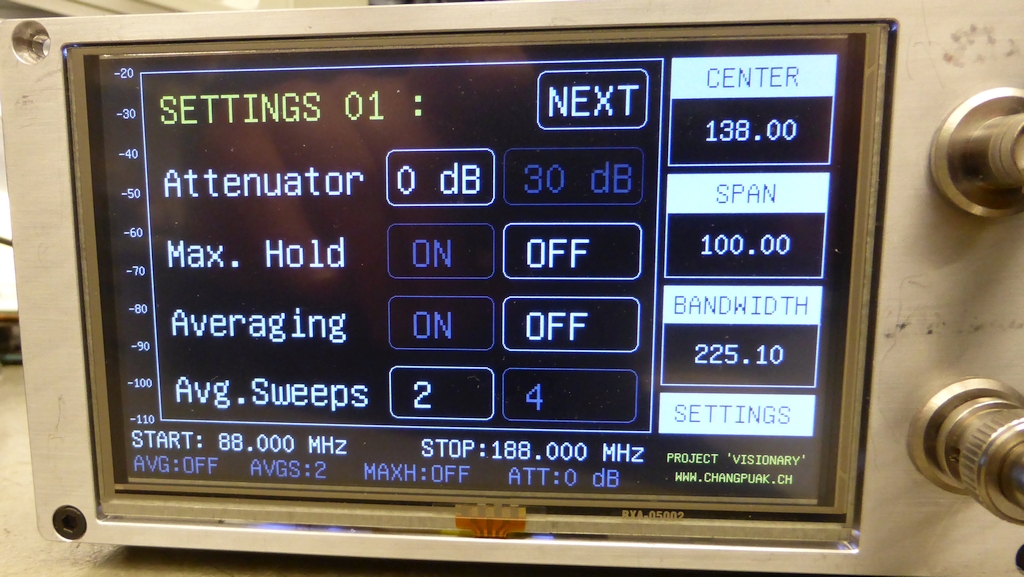 -20
-30
-40
-50
-60
-70
-80
-90
-100
-110
SETTINGS 01 :
NEXT
Attenuator 0 dB 30 dB
Max. Hold ON OFF
Averaging ON OFF
Avg.Sweeps 2 4
CENTER
138.00
SPAN
100.00
BANDWIDTH
225.10
SETTINGS
START: 88.000 MHz STOP:188.000 MHz
AVG:OFF AVGS:2 MAXH:OFF ATT:0 dB
PROJECT 'VISIONARY'
WWW.CHANGPUAK.CH
RXA-05002